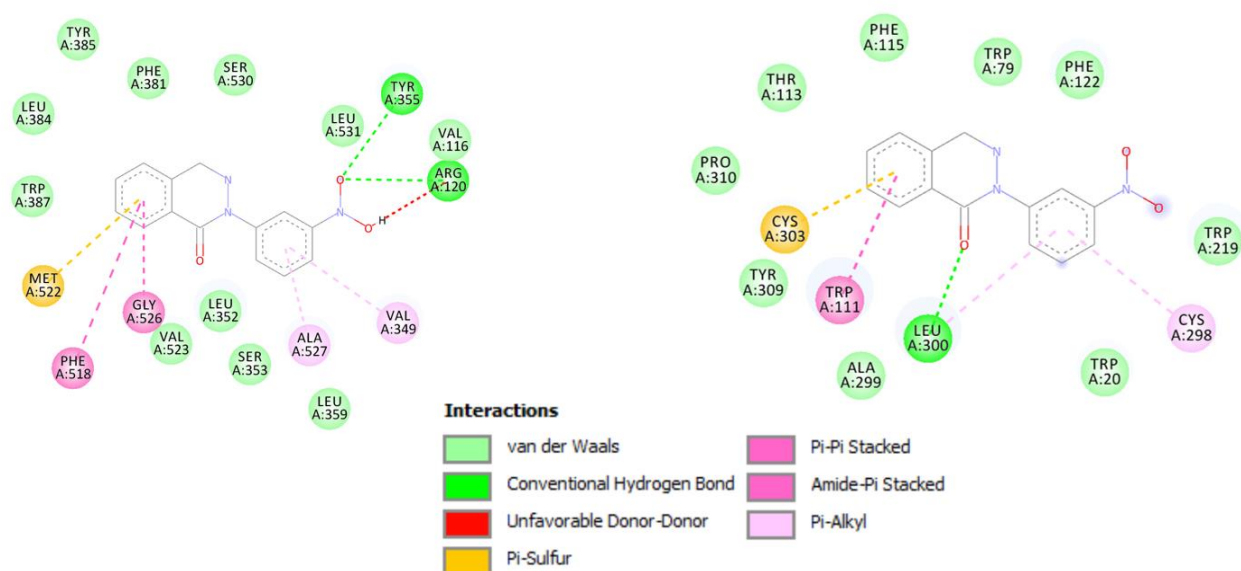 TYR
A:385
PHE
A:381
SER
A:530
TYR
A:355
LEU
A:384
LEU
A:531
VAL
A:116
ARG
A:120
TRP
A:387
N
N
N
O
O
H
O
MET
A:522
GLY
A:526
LEU
A:352
VAL
A:523
PHE
A:518
SER
A:353
ALA
A:527
VAL
A:349
LEU
A:359
PHE
A:115
TRP
A:79
PHE
A:122
THR
A:113
PRO
A:310
N
N
N
O
O
O
CYS
A:303
TRP
A:219
TYR
A:309
TRP
A:111
LEU
A:300
CYS
A:298
ALA
A:299
TRP
A:20
Interactions
van der Waals
Conventional Hydrogen Bond
Unfavorable Donor-Donor
Pi-Sulfur
Pi-Pi Stacked
Amide-Pi Stacked
Pi-Alkyl